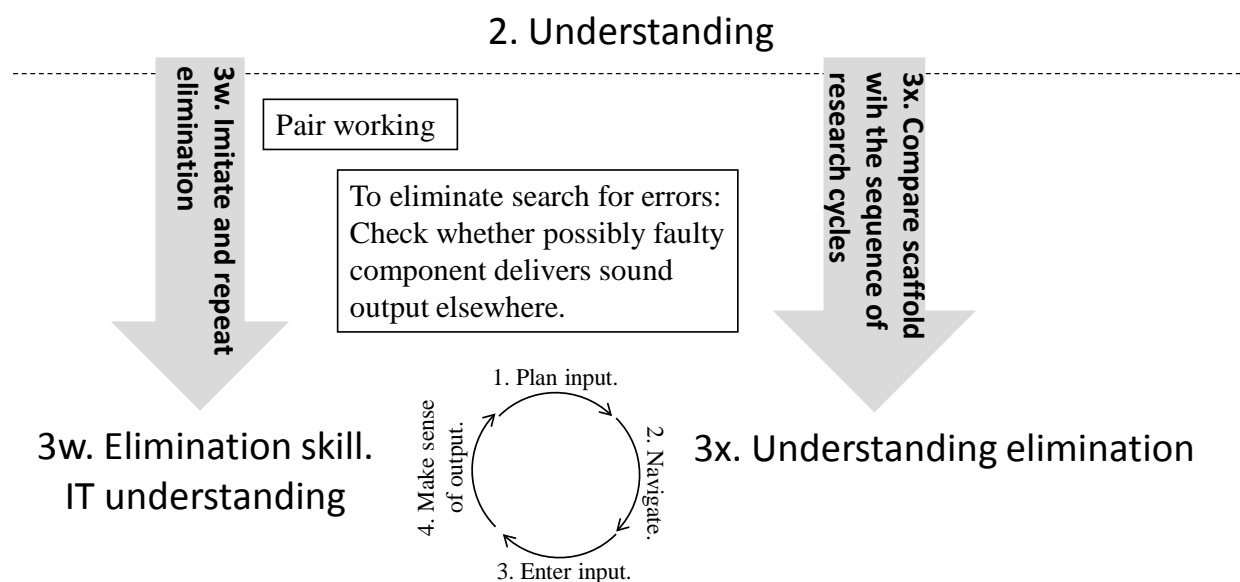 2. Understanding
3w. Imitate and repeat
elimination
Pair working
To eliminate search for errors:
Check whether possibly faulty
component delivers sound
output elsewhere.
3x. Compare scaffold
wih the sequence of
research cycles
1. Plan input.
2. Navigate.
3. Enter input.
4. Make sense
of output.
3w. Elimination skill.
IT understanding
3x. Understanding elimination